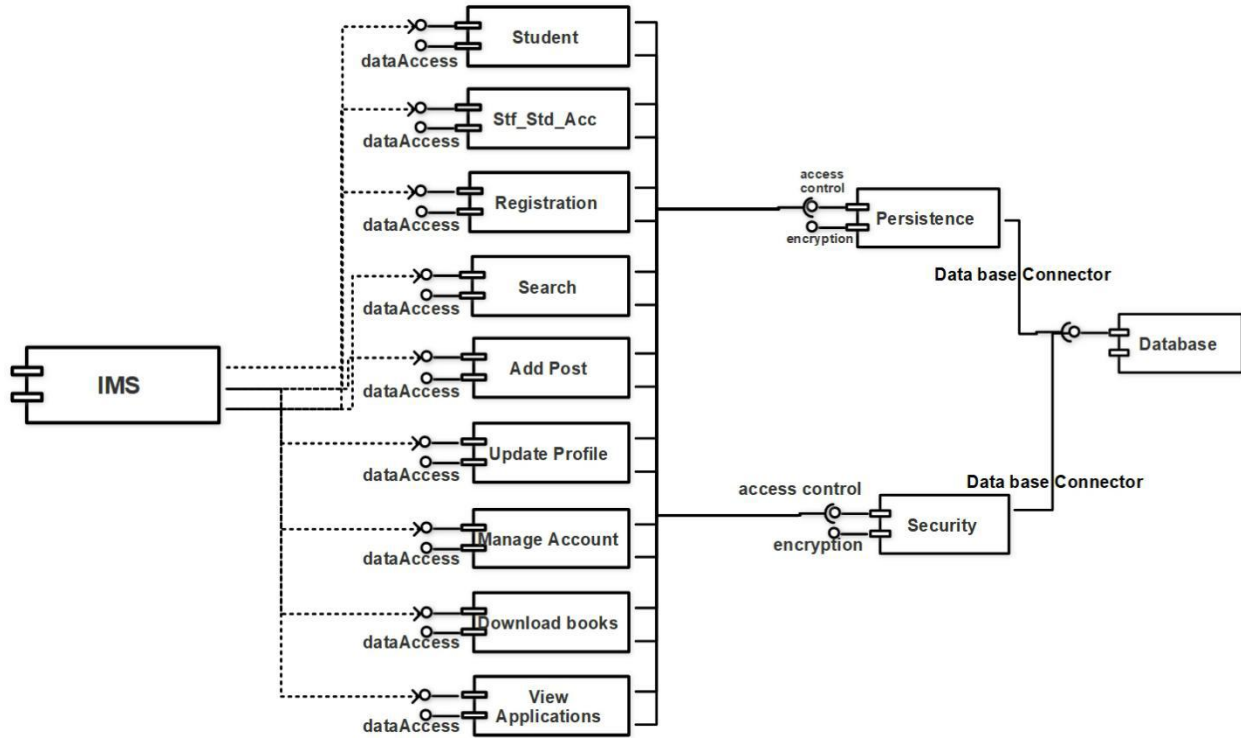 Student
dataAccess
Stf_Std_Acc
dataAccess
Registration
dataAccess
Search
dataAccess
Add Post
dataAccess
Update Profile
dataAccess
Manage Account
dataAccess
Download books
dataAccess
View
Applications
dataAccess
IMS
access
control
Persistence
encryption
Data base Connector
Database
Data base Connector
access control
Security
encryption